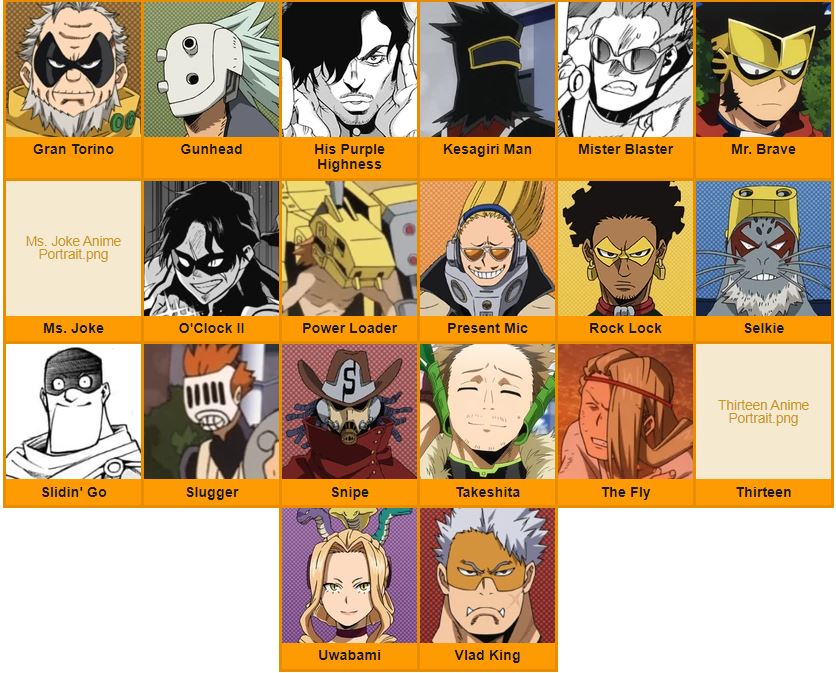 Gran Torino
Gunhead
His Purple
Highness
Kesagiri Man
Mister Blaster
Mr. Brave
Ms. Joke Anime
Portrait.png
Ms. Joke
O'Clock II
Power Loader
Present Mic
Rock Lock
Selkie
S
Thirteen Anime
Portrait.png
Slidin' Go
Slugger
Snipe
Takeshita
The Fly
Thirteen
Uwabami
Vlad King